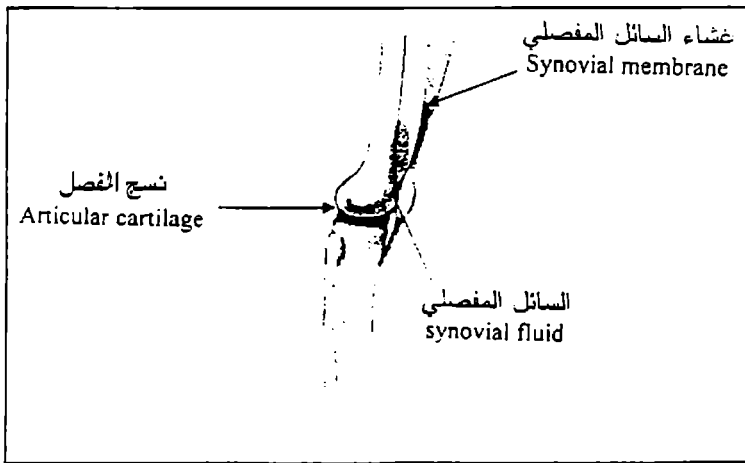 غشاء السائل المفصلي
Synovial membrane
نسج المفصل
Articular cartilage
السائل المفصلي
synovial fluid